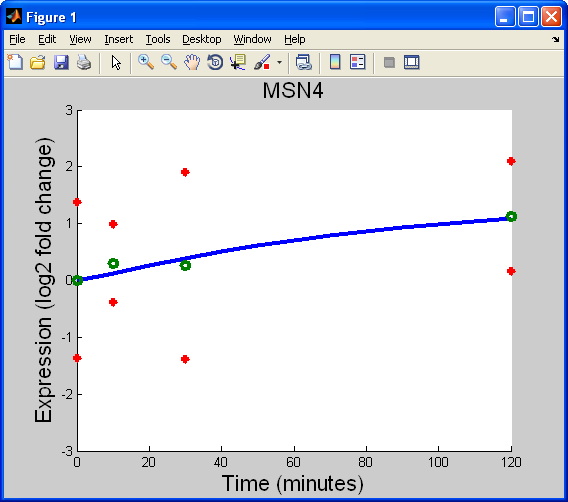 Figure 1
File Edit View Insert Tools Desktop Window Help
MSN4
3
2
1
0
-1
-2
-3
Expression (log2 fold change)
0 20 40 60 80 100 120
Time (minutes)